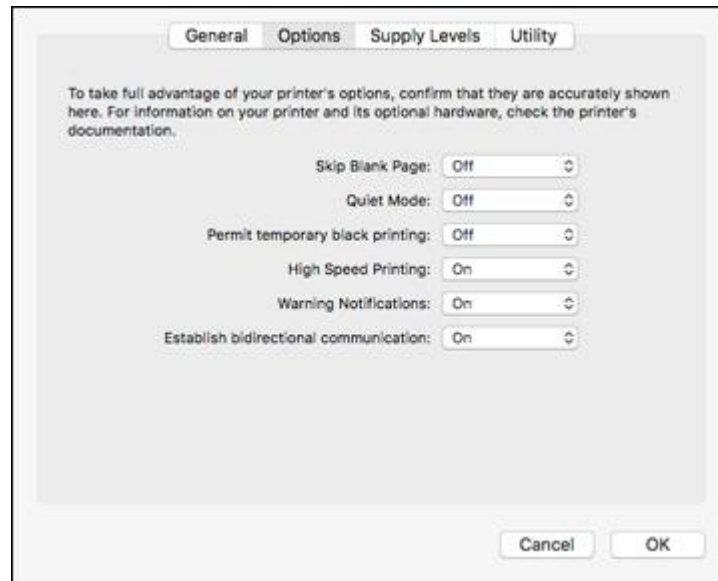 General Options Supply Levels Utility
To take full advantage of your printer's options, confirm that they are accurately shown
here. For information on your printer and its optional hardware, check the printer's
documentation.
Skip Blank Page: Off
Quiet Mode: Off
Permit temporary black printing: Off
High Speed Printing: On
Warning Notifications: On
Establish bidirectional communication: On
Cancel OK